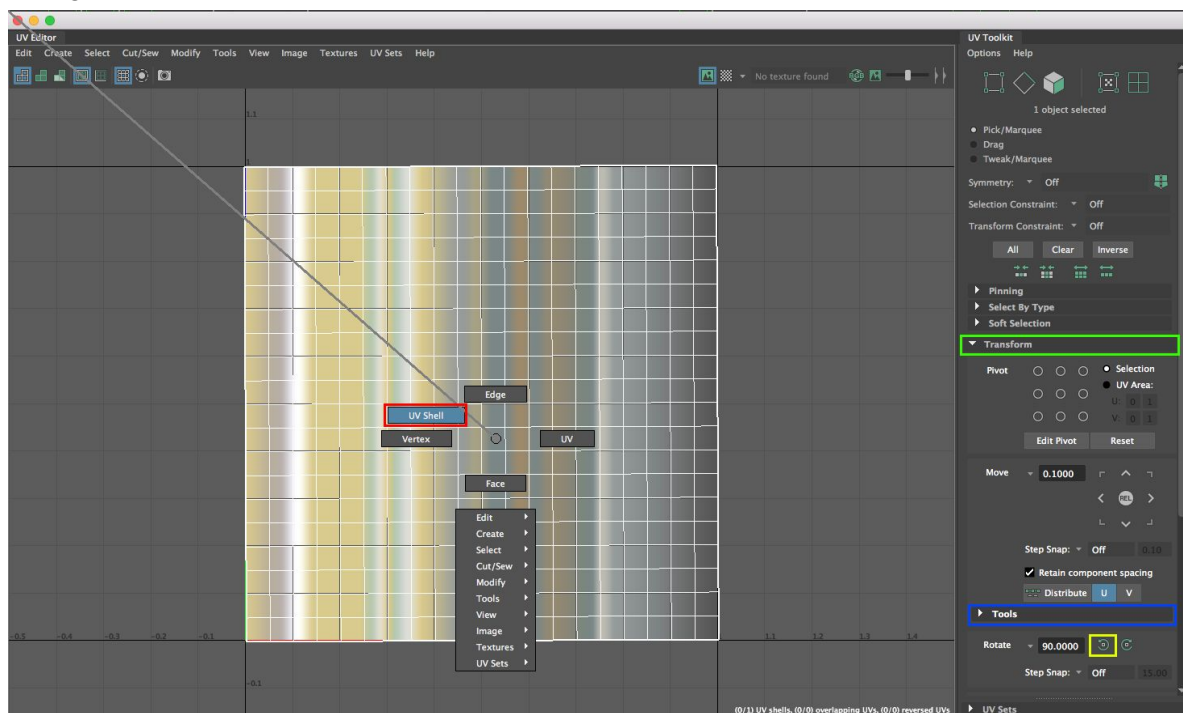 UV Editor
Edit Create Select Cut/Sew Modify Tools View Image Textures UV Sets Help
No texture found
1.1
1
-0.5 -0.4 -0.3 -0.2 -0.1
1.1 1.2 1.3 1.4
-0.1
Edge
UV Shell
Vertex
UV
Face
Edit
Create
Select
Cut/Sew
Modify
Tools
View
Image
Textures
UV Sets
(0/1) UV shells, (0/0) overlapping UVs, (0/0) reversed UVs
UV Toolkit
Options Help
1 object selected
Pick/Marquee
Drag
Tweak/Marquee
Symmetry: Off
Selection Constraint: Off
Transform Constraint: Off
All Clear Inverse
Pinning
Select By Type
Soft Selection
Transform
Pivot Selection
UV Area:
U: 0 1
V: 0 1
Edit Pivot Reset
Move 0.1000
REL
Step Snap: Off 0.10
Retain component spacing
Distribute U V
Tools
Rotate 90.0000
Step Snap: Off 15.00
UV Sets